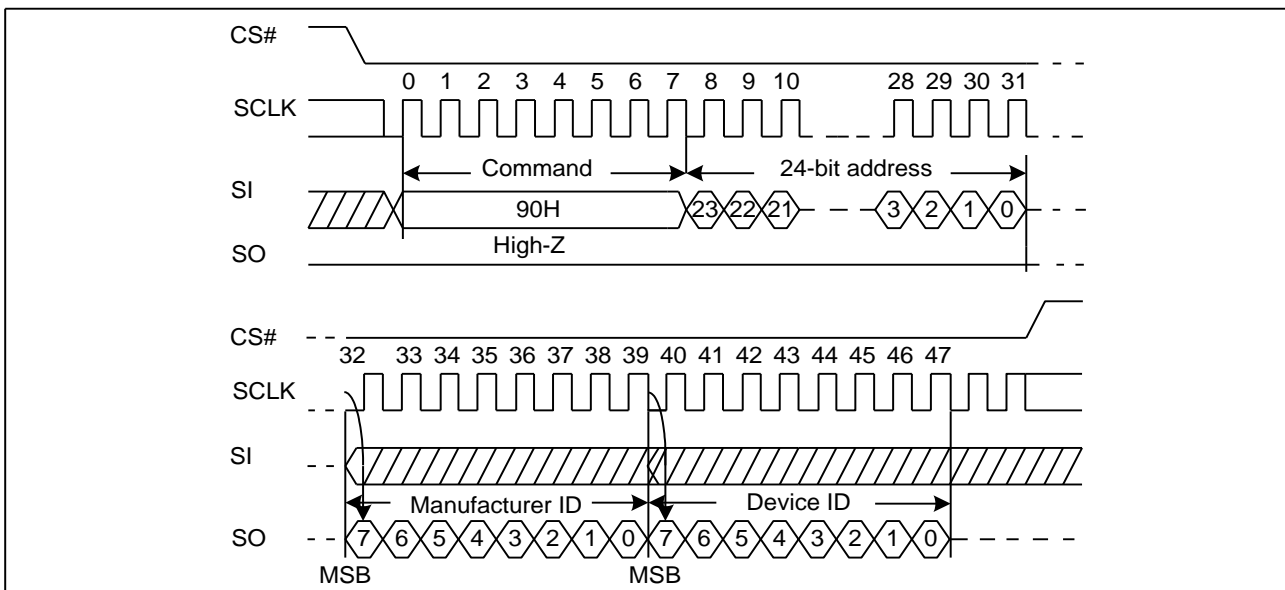 CS#
0 1 2 3 4 5 6 7 8 9 10 28 29 30 31
SCLK
Command 24-bit address
SI
90H 23 22 21 3 2 1 0
High-Z
SO
CS#
32 33 34 35 36 37 38 39 40 41 42 43 44 45 46 47
SCLK
SI
Manufacturer ID Device ID
SO 7 6 5 4 3 2 1 0 7 6 5 4 3 2 1 0
MSB MSB